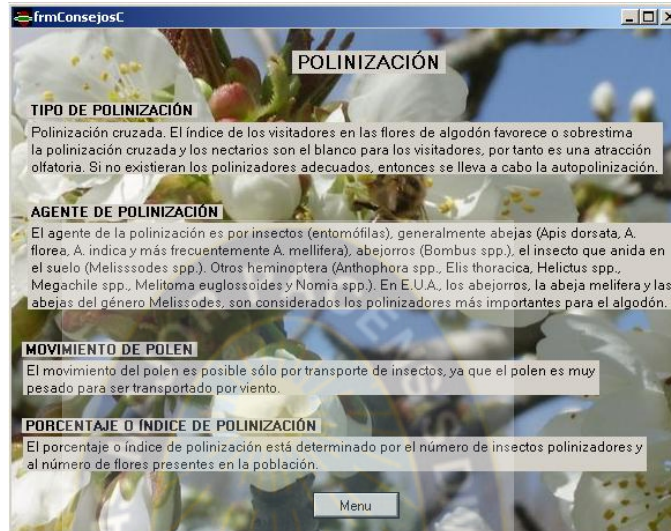 frmConsejosC
POLINIZACIÓN
TIPO DE POLINIZACIÓN
Polinización cruzada. El índice de los visitadores en las flores de algodón favorece o sobrestima
la polinización cruzada y los nectarios son el blanco para los visitadores, por tanto es una atracción
olfatoria. Si no existieran los polinizadores adecuados, entonces se lleva a cabo la autopolinización.
AGENTE DE POLINIZACIÓN
El agente de la polinización es por insectos (entomófilas), generalmente abejas (Apis dorsata, A.
florea, A. indica y más frecuentemente A. mellifera), abejorros (Bombus spp.), el insecto que anida en
el suelo (Melisssodes spp.). Otros heminoptera (Anthophora spp., Elis thoracica, Helictus spp.,
Megachile spp., Melitoma euglossoides y Nomia spp.). En E.U.A., los abejorros, la abeja melífera y las
abejas del género Melissodes, son considerados los polinizadores más importantes para el algodón.
MOVIMIENTO DE POLEN
El movimiento del polen es posible sólo por transporte de insectos, ya que el polen es muy
pesado para ser transportado por viento.
PORCENTAJE O ÍNDICE DE POLINIZACIÓN
El porcentaje o índice de polinización está determinado por el número de insectos polinizadores y
al número de flores presentes en la población.
Menu